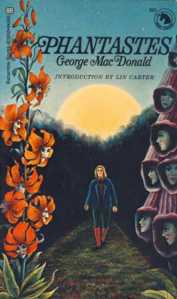 PHANTASTES
George MacDonald
INTRODUCTION BY LIN CARTER